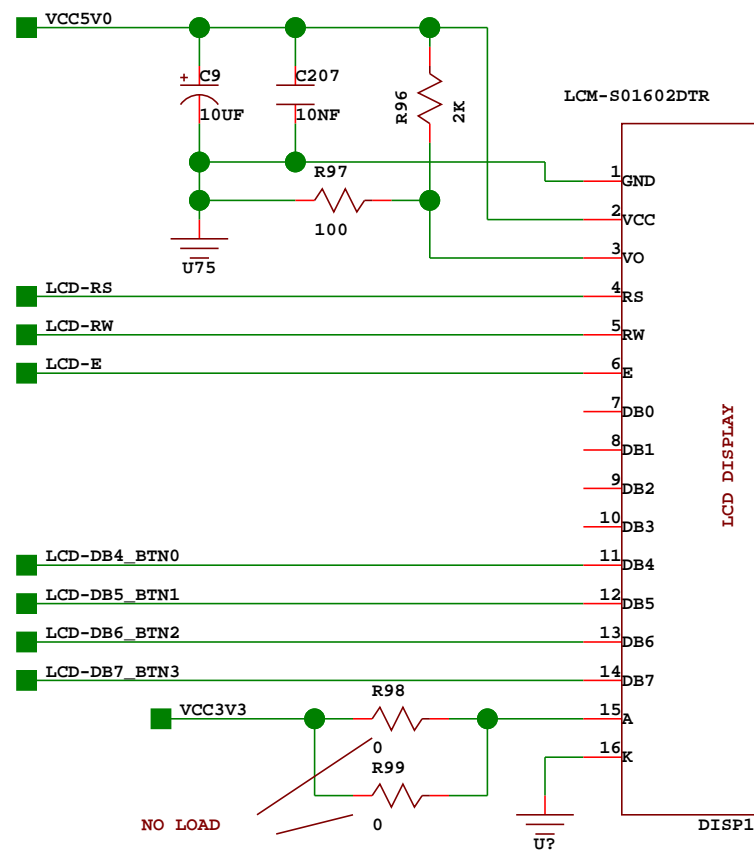 VCC5V0
+ C9
10UF
C207
10NF
R96
2K
LCM-S01602DTR
R97
100
U75
1 GND
2 VCC
3 VO
LCD-RS
4 RS
LCD-RW
5 RW
LCD-E
6 E
7 DB0
8 DB1
9 DB2
10 DB3
LCD DISPLAY
LCD-DB4_BTN0
11 DB4
LCD-DB5_BTN1
12 DB5
LCD-DB6_BTN2
13 DB6
LCD-DB7_BTN3
14 DB7
VCC3V3
R98
0
15 A
16 K
R99
0
NO LOAD
U?
DISP1